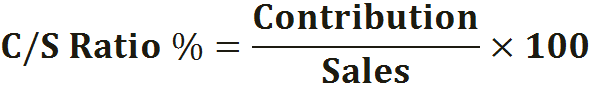 C/S Ratio % = Contribution / Sales × 100